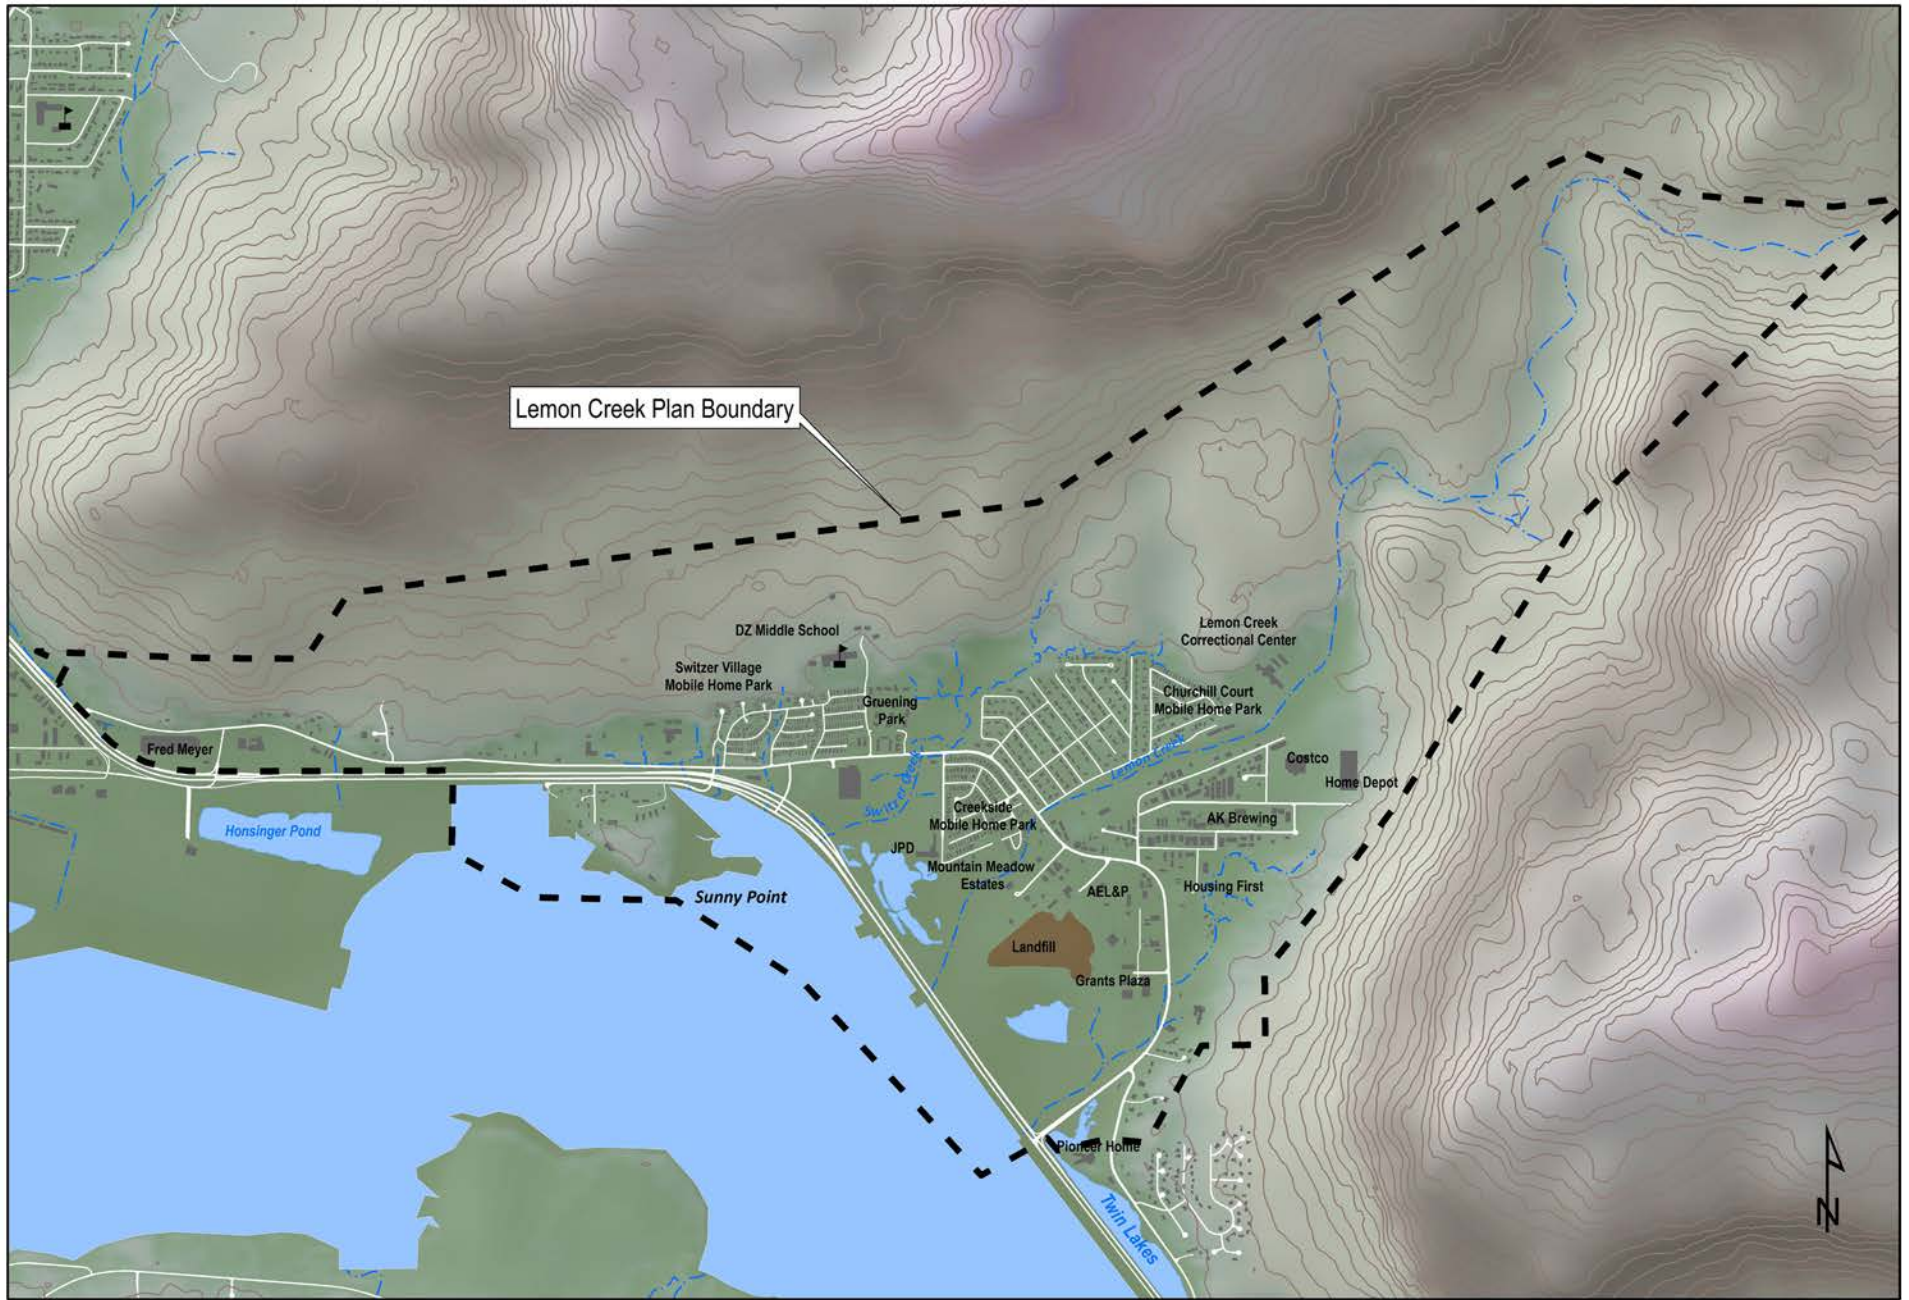 Lemon Creek Plan Boundary
Lemon Creek
Correctional Center
DZ Middle School
Switzer Village
Mobile Home Park
Gruening
Park
Churchill Court
Mobile Home Park
Fred Meyer
Lemon Creek
Costco
Home Depot
Switzer Creek
Creekside
Mobile Home Park
AK Brewing
Honsinger Pond
JPD
Mountain Meadow
Estates
AEL&P
Housing First
Sunny Point
Landfill
Grants Plaza
Pioneer Home
Twin Lakes
N